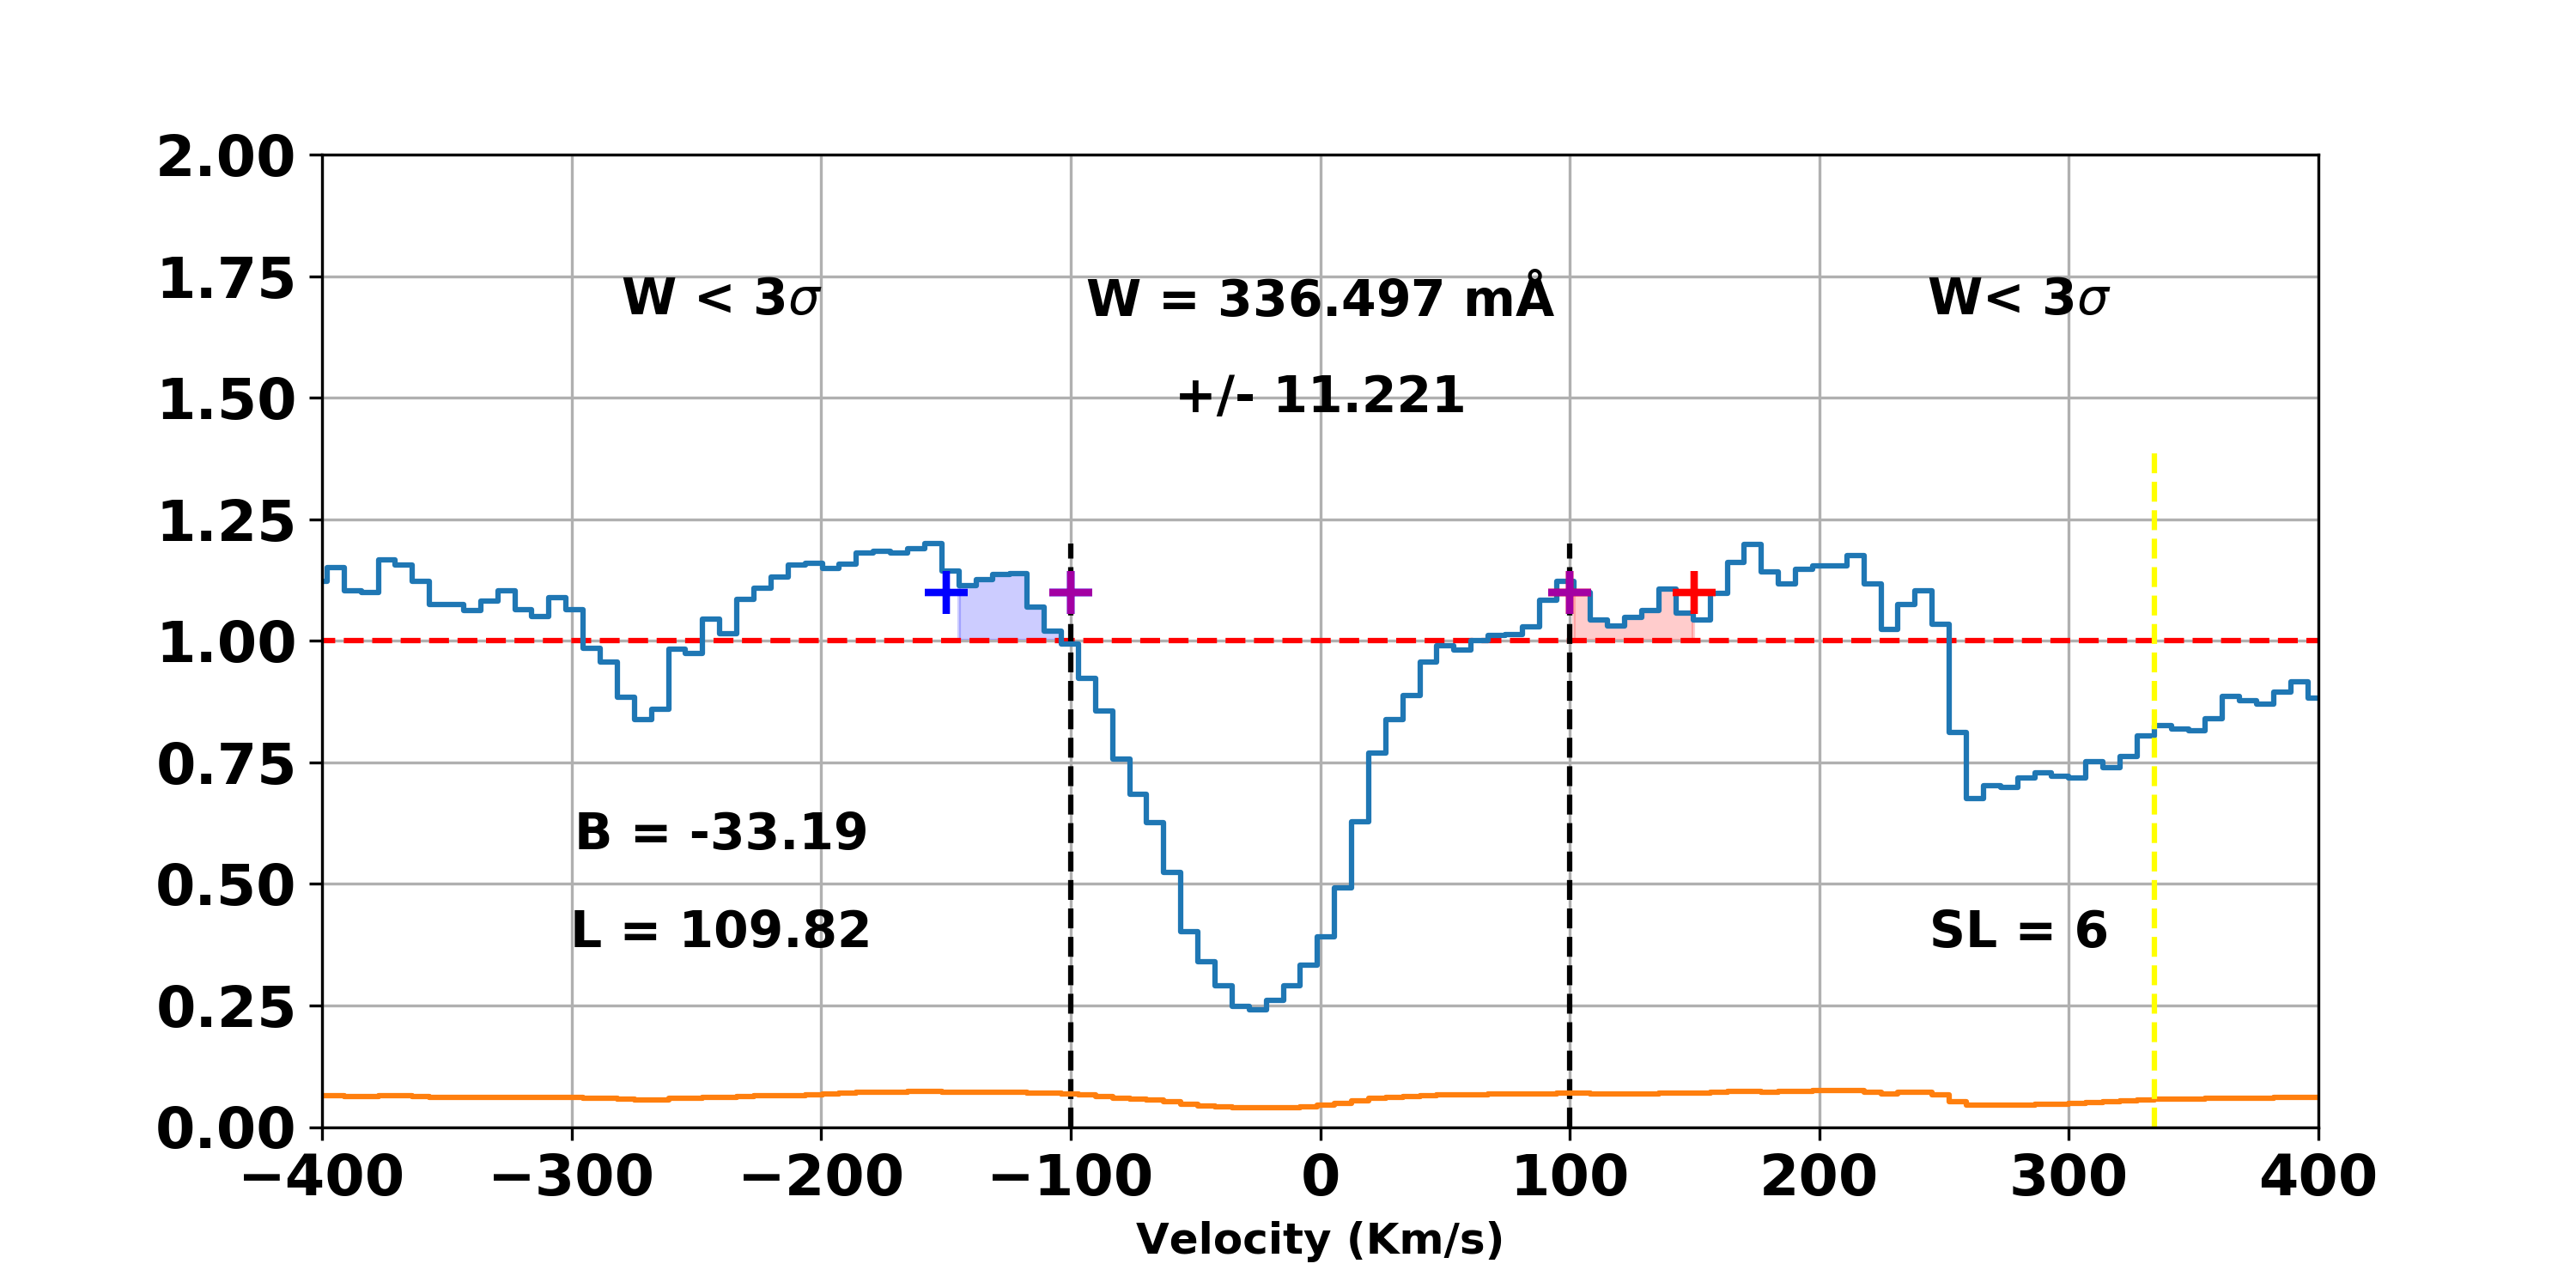 2.00
1.75
1.50
1.25
1.00
0.75
0.50
0.25
0.00
W < 3σ
W = 336.497 mÅ
+/- 11.221
W< 3σ
B = -33.19
L = 109.82
SL = 6
−400 −300 −200 −100 0 100 200 300 400
Velocity (Km/s)